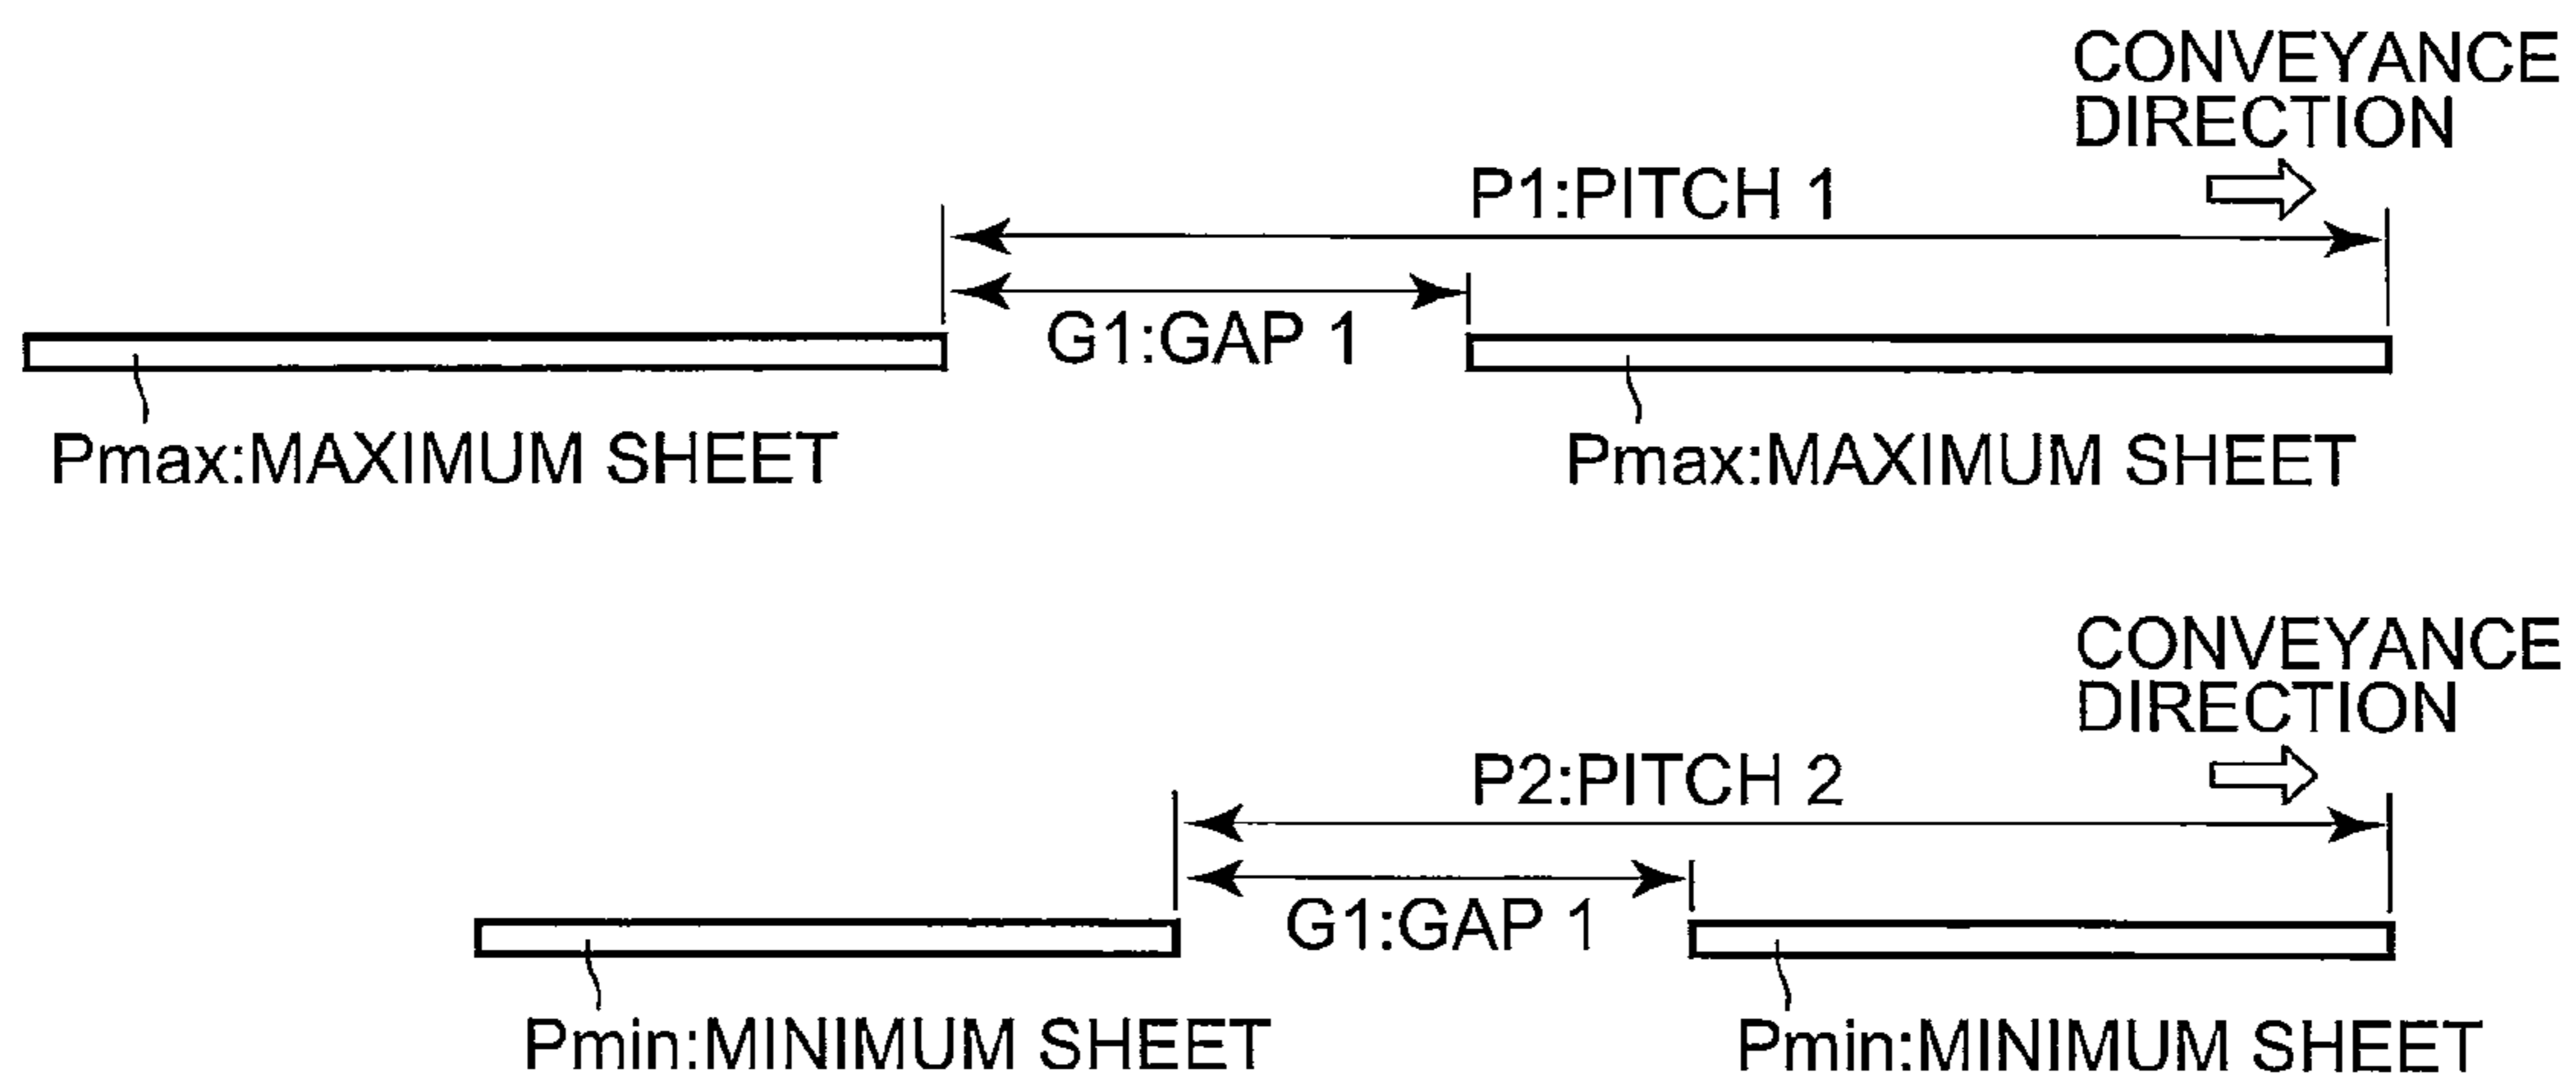 CONVEYANCE
DIRECTION
P1:PITCH 1
G1:GAP 1
Pmax:MAXIMUM SHEET
Pmax:MAXIMUM SHEET
CONVEYANCE
DIRECTION
P2:PITCH 2
G1:GAP 1
Pmin:MINIMUM SHEET
Pmin:MINIMUM SHEET